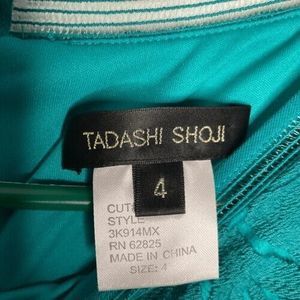 TADASHI SHOJI
4
CUT#
STYLE
3K914MX
RN 62825
MADE IN CHINA
SIZE: 4